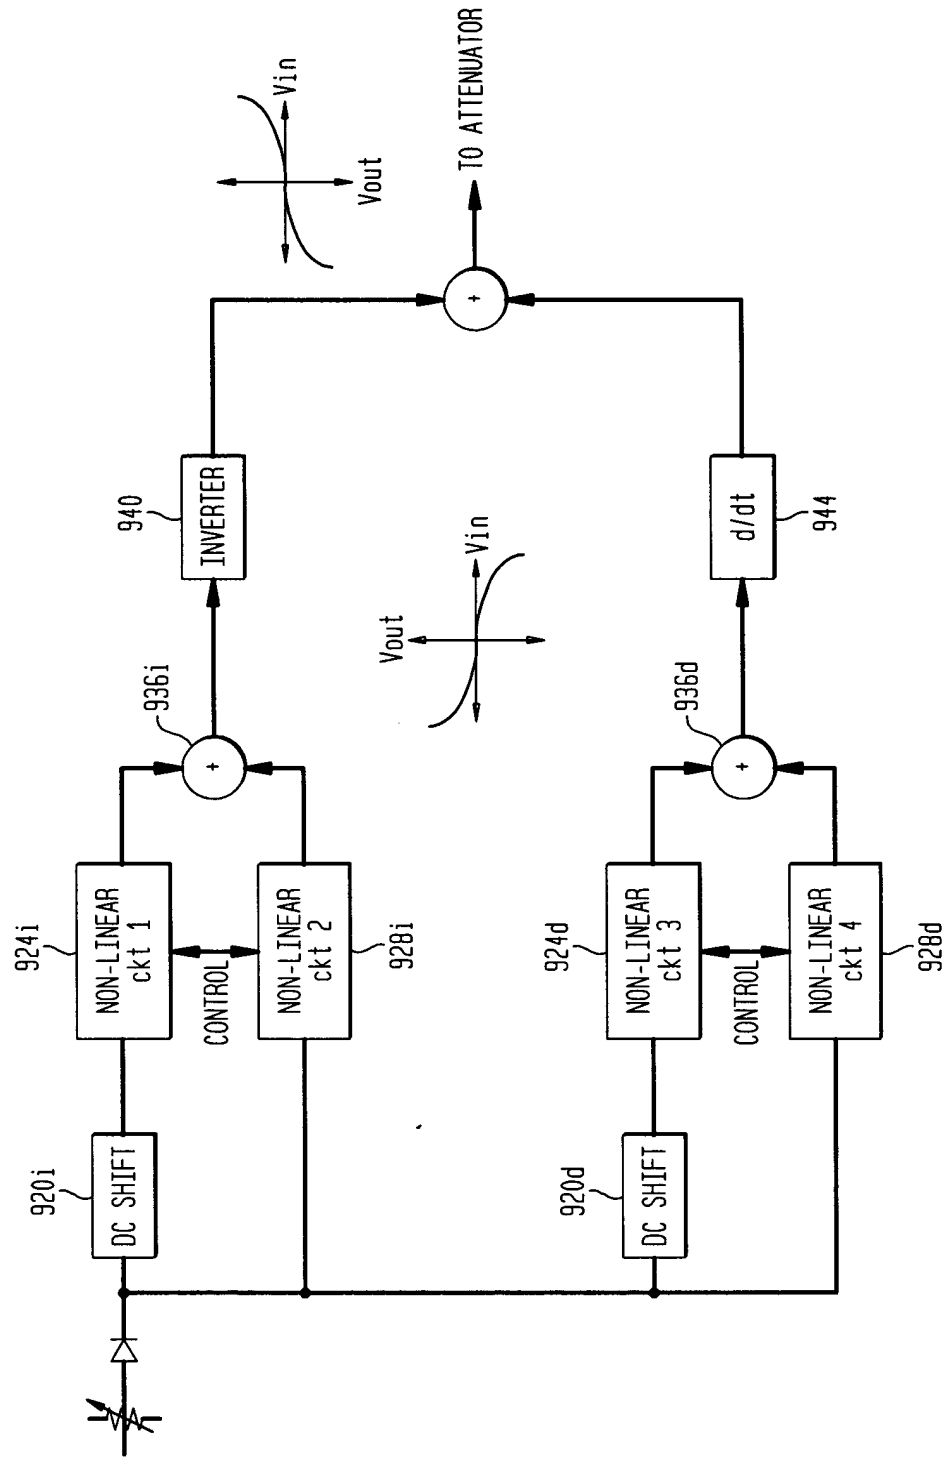 920i
DC SHIFT
924i
NON-LINEAR
ckt 1
CONTROL
NON-LINEAR
ckt 2
928i
936i
940
INVERTER
Vout
Vin
TO ATTENUATOR
+
+
Vout
Vin
920d
DC SHIFT
924d
NON-LINEAR
ckt 3
CONTROL
NON-LINEAR
ckt 4
928d
936d
+
d/dt
944